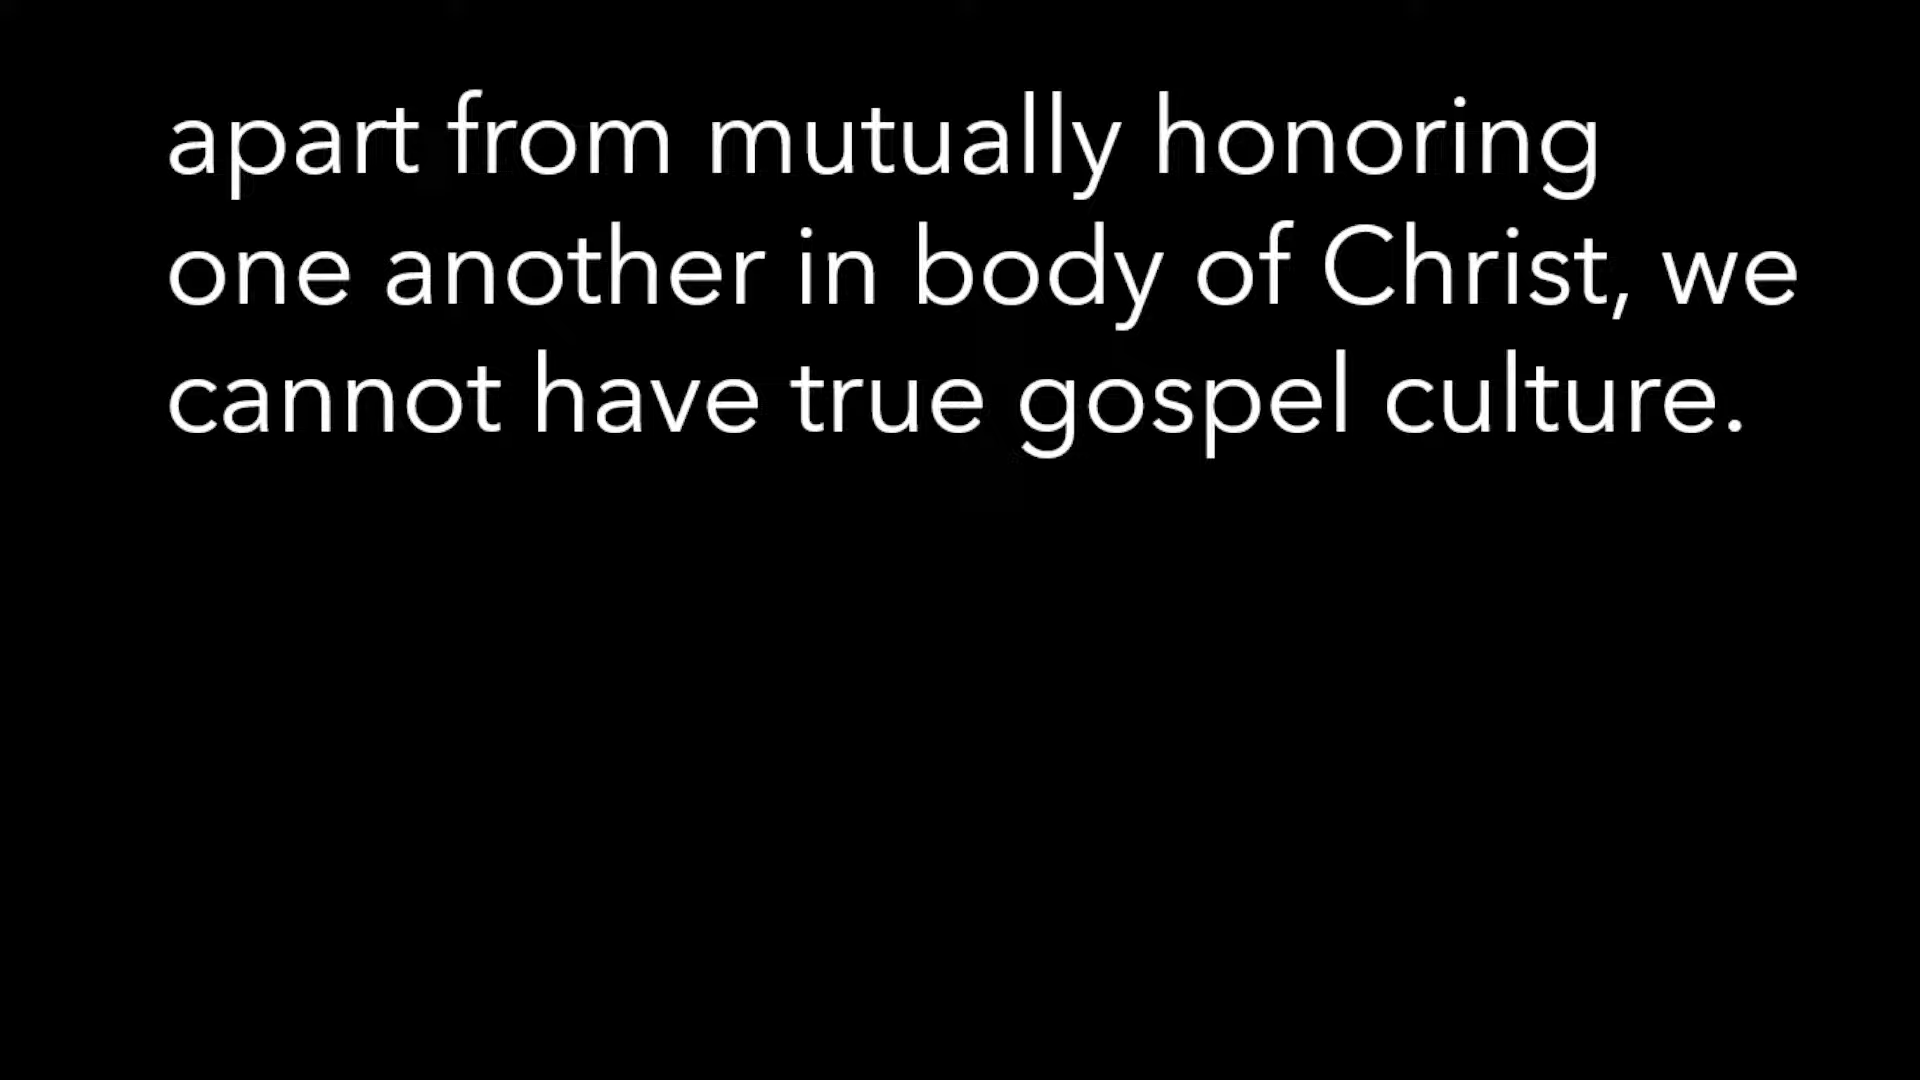 apart from mutually honoring
one another in body of Christ, we
cannot have true gospel culture.